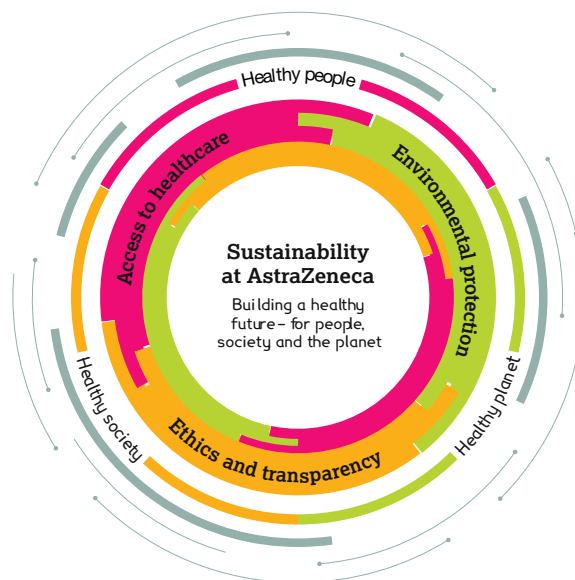 Healthy people
Access to healthcare
Environmental protection
Sustainability
at AstraZeneca
Building a healthy
future – for people,
society and the planet
Healthy society
Healthy planet
Ethics and transparency